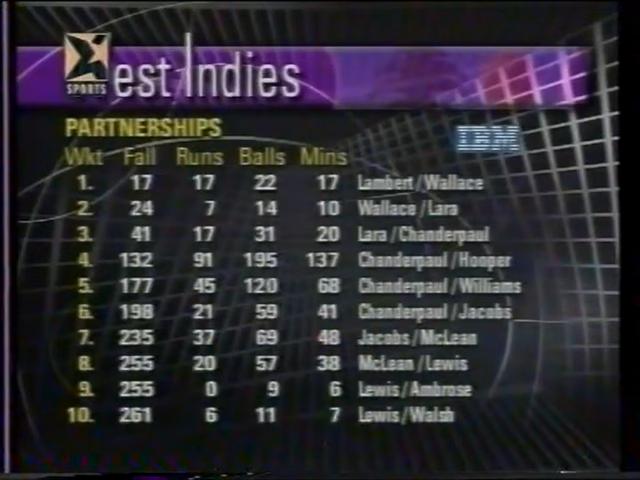 SPORTS
est Indies
PARTNERSHIPS
IBM
Wkt Fall Runs Balls Mins
1. 17 17 22 17 Lambert/Wallace
2. 24 7 14 10 Wallace/Lara
3. 41 17 31 20 Lara/Chanderpaul
4. 132 91 195 137 Chanderpaul/Hooper
5. 177 45 120 68 Chanderpaul/Williams
6. 198 21 59 41 Chanderpaul/Jacobs
7. 235 37 69 48 Jacobs/McLean
8. 255 20 57 38 McLean/Lewis
9. 255 0 9 6 Lewis/Ambrose
10. 261 6 11 7 Lewis/Walsh